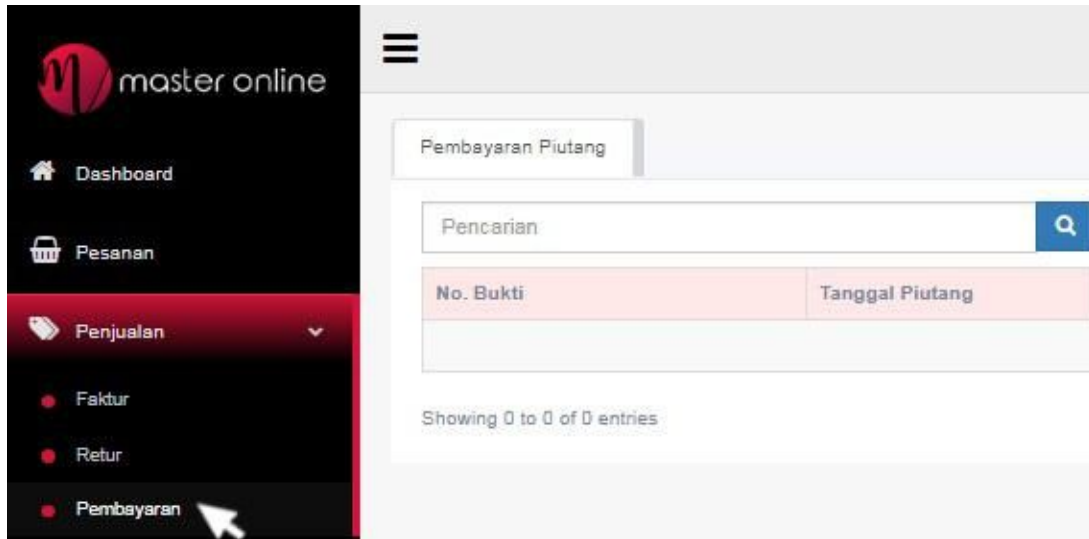 master online
Dashboard
Pesanan
Penjualan
Faktur
Retur
Pembayaran
Pembayaran Piutang
Pencarian
No. Bukti
Tanggal Piutang
Showing 0 to 0 of 0 entries